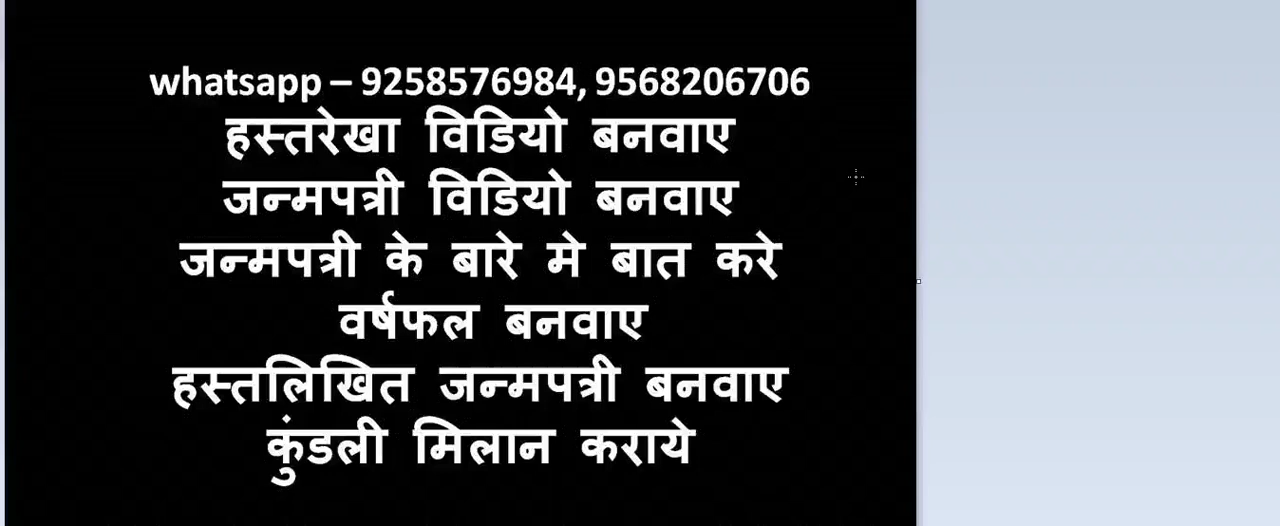 whatsapp – 9258576984, 9568206706
हस्तरेखा विडियो बनवाए
जन्मपत्री विडियो बनवाए
जन्मपत्री के बारे मे बात करे
वर्षफल बनवाए
हस्तलिखित जन्मपत्री बनवाए
कुंडली मिलान कराये